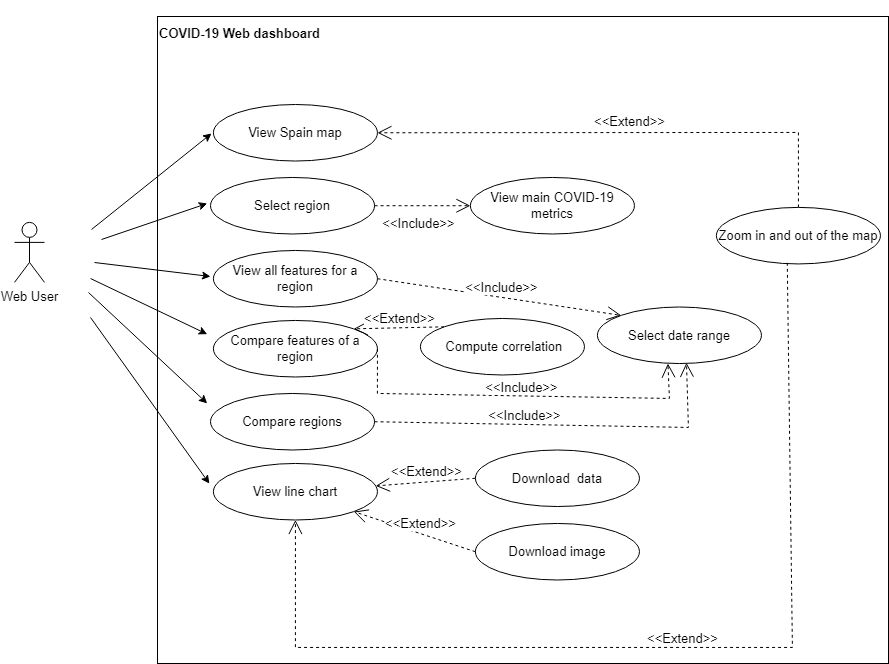 COVID-19 Web dashboard
<<Extend>>
View Spain map
Select region
<<Include>>
View main COVID-19
metrics
Zoom in and out of the map
Web User
View all features for a
region
<<Include>>
<<Extend>>
Compare features of a
region
Compute correlation
Select date range
<<Include>>
Compare regions
<<Include>>
View line chart
<<Extend>>
Download  data
<<Extend>>
Download image
<<Extend>>